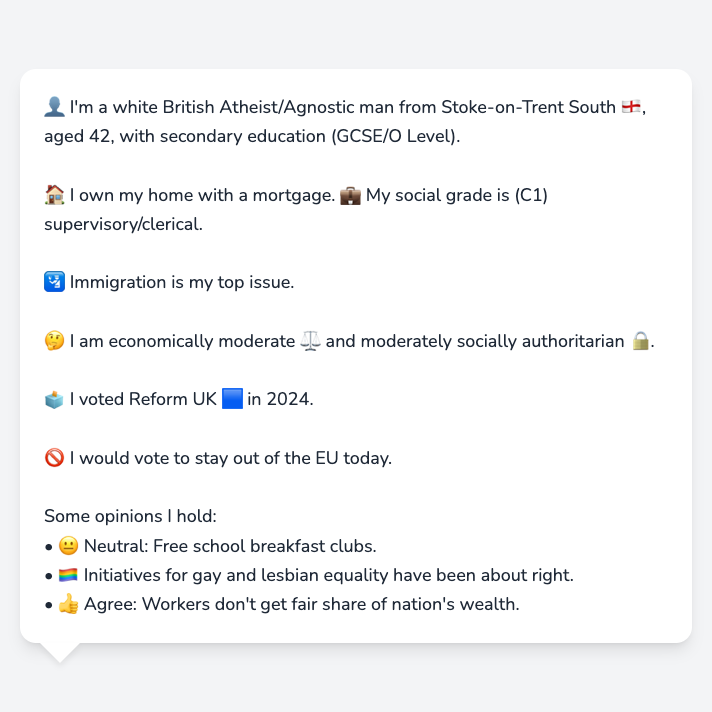 👤 I'm a white British Atheist/Agnostic man from Stoke-on-Trent South 🏴󠁧󠁢󠁥󠁮󠁧󠁿,
aged 42, with secondary education (GCSE/O Level).
🏠 I own my home with a mortgage. 💼 My social grade is (C1)
supervisory/clerical.
🛂 Immigration is my top issue.
🤔 I am economically moderate ⚖️ and moderately socially authoritarian 🔒.
🗳️ I voted Reform UK 🟦 in 2024.
🚫 I would vote to stay out of the EU today.
Some opinions I hold:
• 😐 Neutral: Free school breakfast clubs.
• 🏳️‍🌈 Initiatives for gay and lesbian equality have been about right.
• 👍 Agree: Workers don't get fair share of nation's wealth.